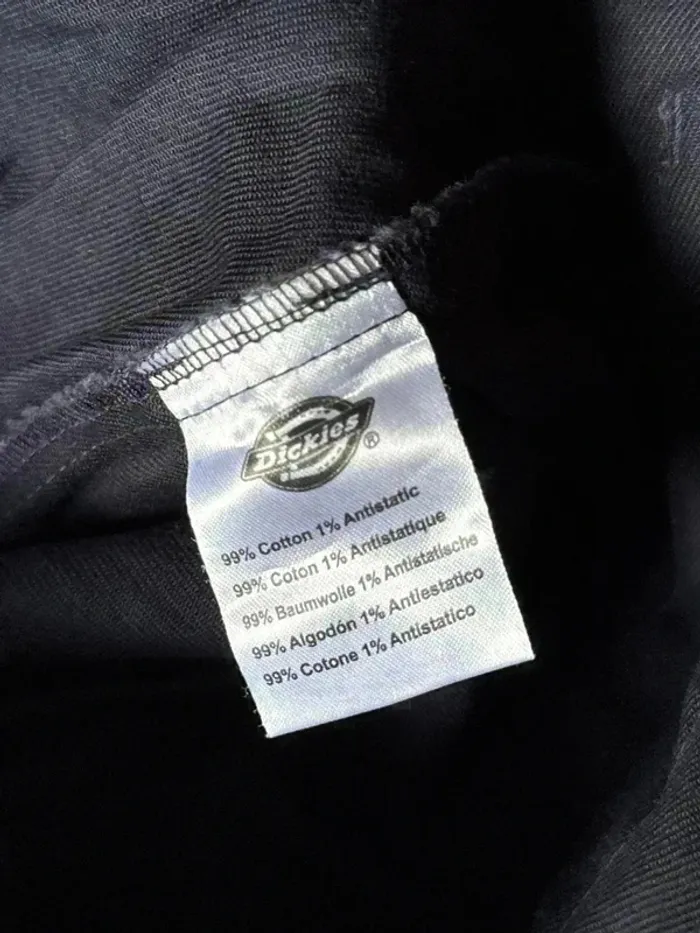 Dickies®
99% Cotton 1% Antistatic
99% Coton 1% Antistatique
99% Baumwolle 1% Antistatische
99% Algodón 1% Antiestatico
99% Cotone 1% Antistatico